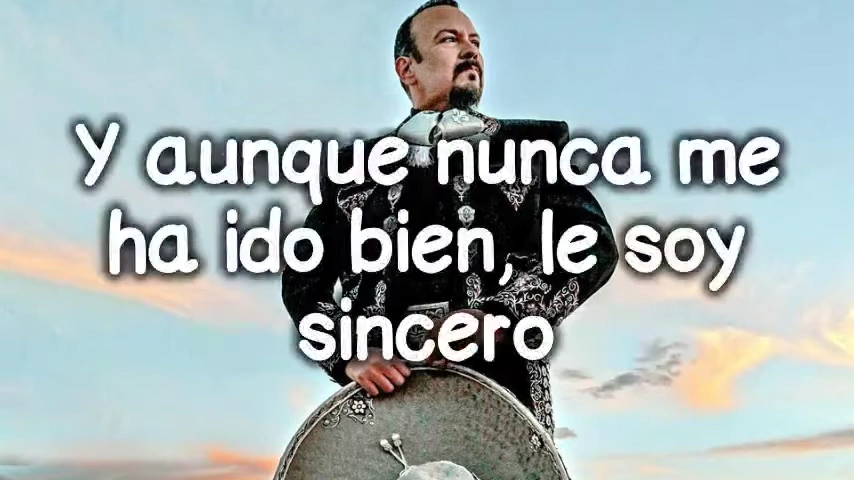 Y aunque nunca me
ha ido bien, le soy
sincero